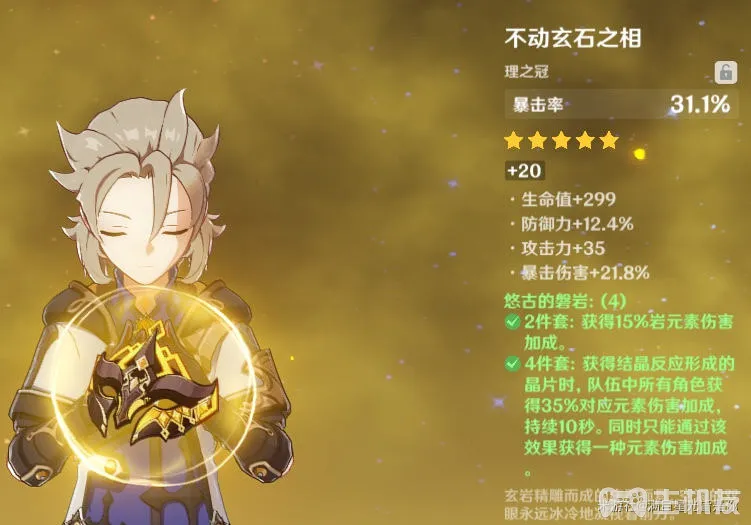 不动玄石之相
理之冠
暴击率 31.1%
+20
·生命值+299
·防御力+12.4%
·攻击力+35
·暴击伤害+21.8%
悠古的磐岩: (4)
2件套: 获得15%岩元素伤害
加成。
4件套: 获得结晶反应形成的
晶片时, 队伍中所有角色获
得35%对应元素伤害加成,
持续10秒。同时只能通过该
效果获得一种元素伤害加成
。
玄岩精雕而成的
眼永远冰冷地